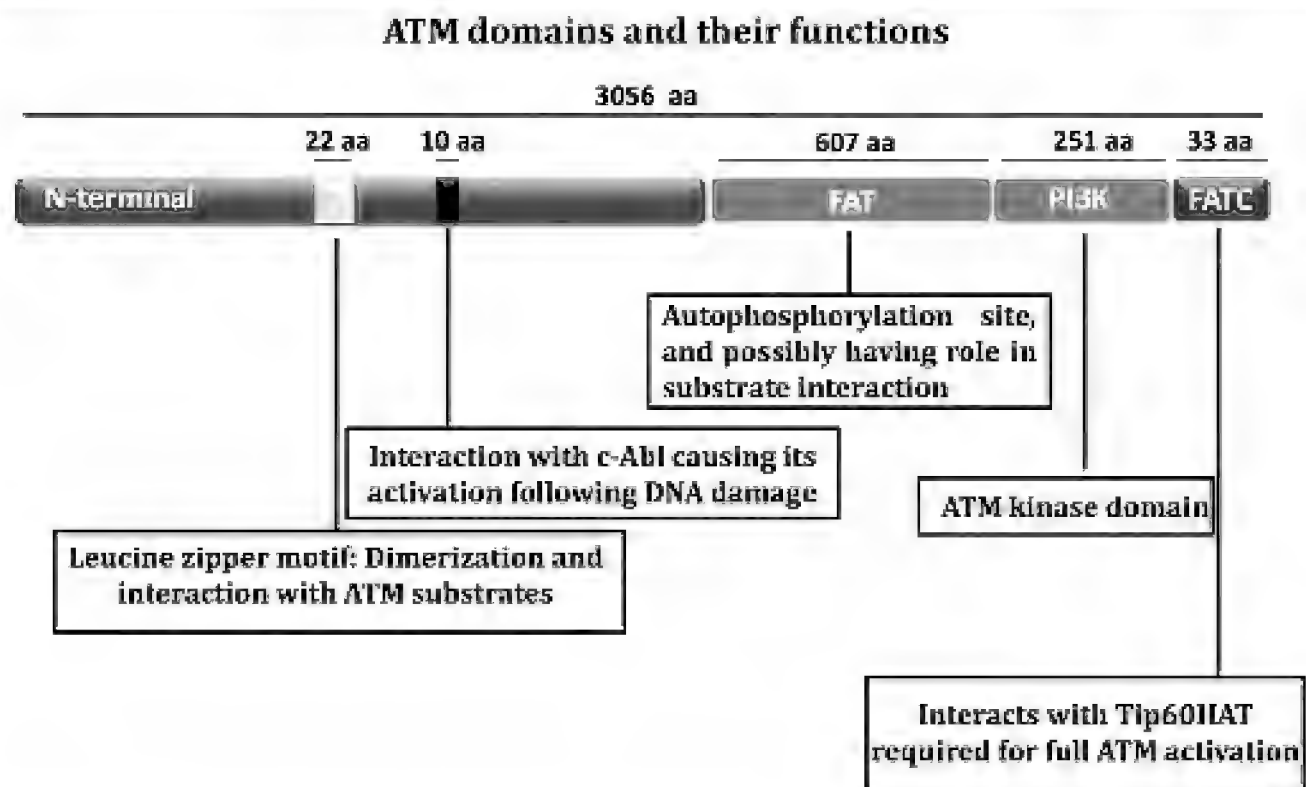 ATM domains and their functions
3056 aa
22 aa 10 aa 607 aa 251 aa 33 aa
N-terminal FAT PI3K FATC
Autophosphorylation site,
and possibly having role in
substrate interaction
Interaction with c-Abl causing its
activation following DNA damage
ATM kinase domain
Leucine zipper motif: Dimerization and
interaction with ATM substrates
Interacts with Tip60HAT
required for full ATM activation